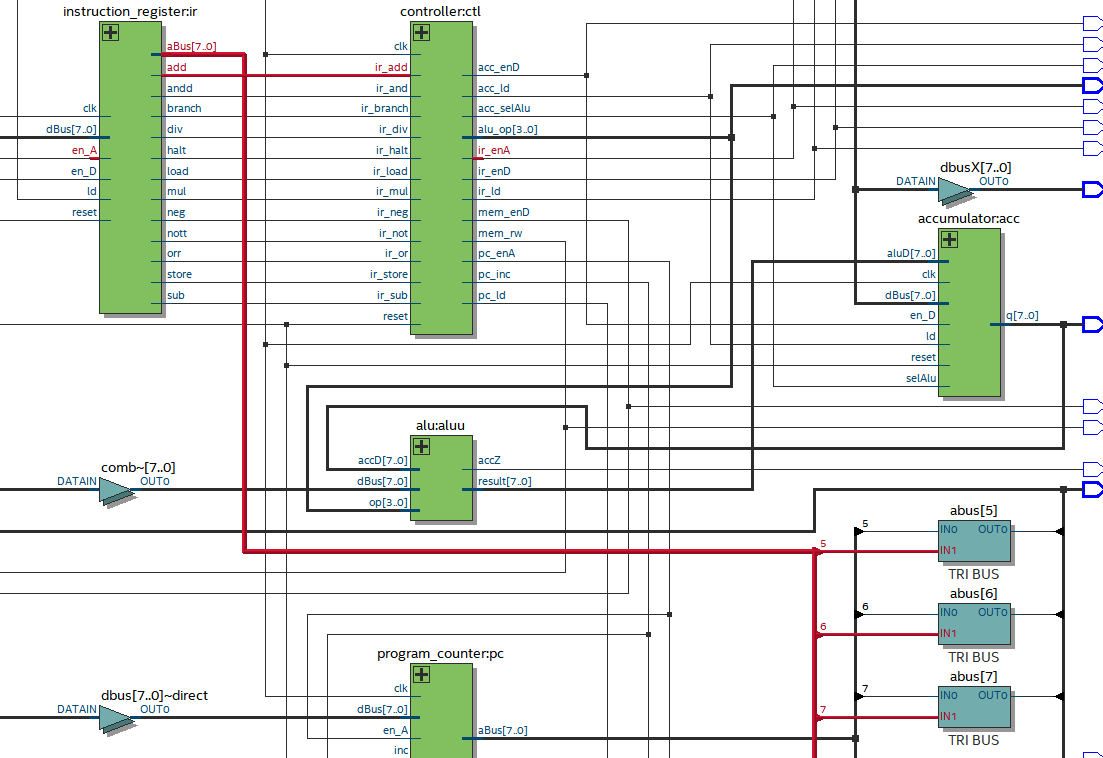 instruction_register:ir
aBus[7..0]
add
andd
clk
branch
dBus[7..0]
div
en_A
halt
en_D
load
ld
mul
reset
neg
nott
orr
store
sub
controller:ctl
clk
ir_add
acc_enD
ir_and
acc_ld
ir_branch
acc_selAlu
ir_div
alu_op[3..0]
ir_halt
ir_enA
ir_load
ir_enD
ir_mul
ir_ld
ir_neg
mem_enD
ir_not
mem_rw
ir_or
pc_enA
ir_store
pc_inc
ir_sub
pc_ld
reset
dbusX[7..0]
DATAIN
OUT0
accumulator:acc
aluD[7..0]
clk
dBus[7..0]
en_D
q[7..0]
ld
reset
selAlu
alu:aluu
accD[7..0]
accZ
dBus[7..0]
result[7..0]
op[3..0]
comb~[7..0]
DATAIN
OUT0
abus[5]
5
IN0
OUT0
5
IN1
TRI BUS
abus[6]
6
IN0
OUT0
6
IN1
TRI BUS
abus[7]
7
IN0
OUT0
7
IN1
TRI BUS
program_counter:pc
clk
dBus[7..0]
en_A
aBus[7..0]
inc
dbus[7..0]~direct
DATAIN
OUT0